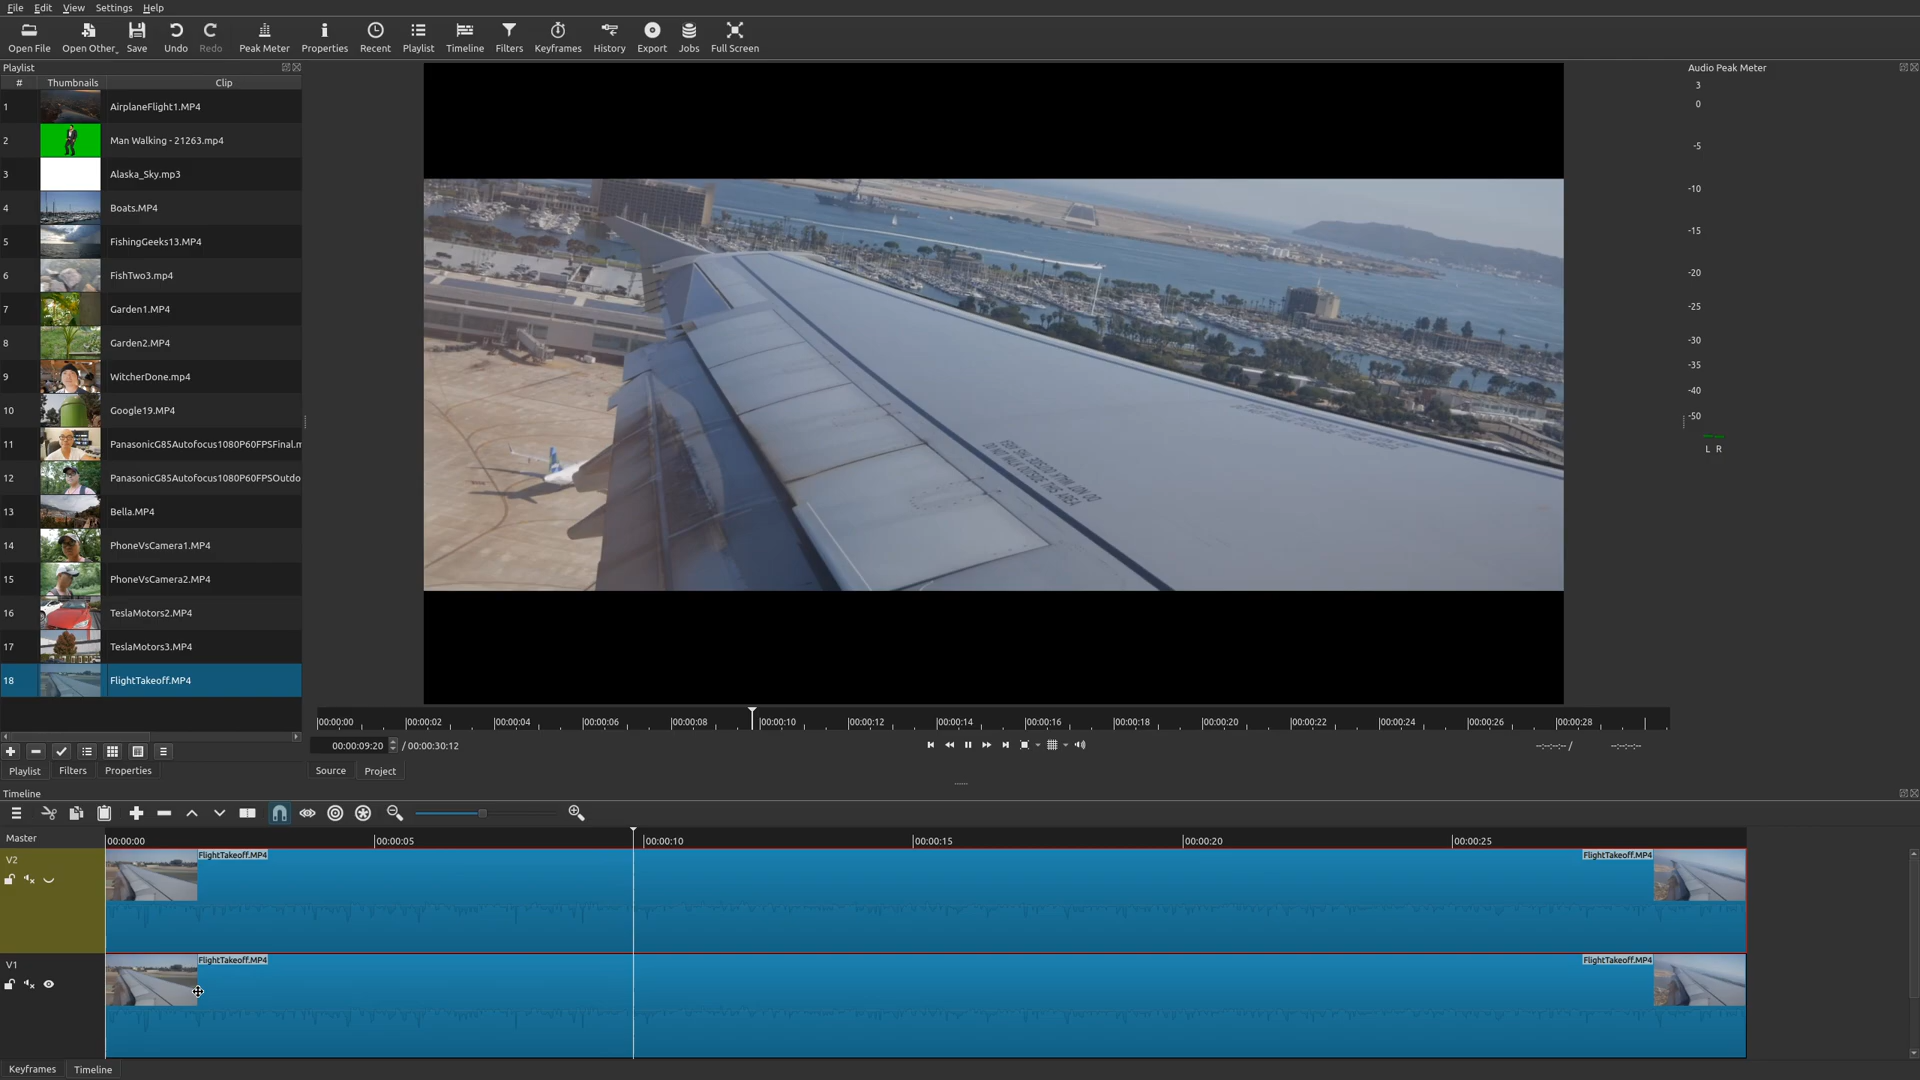 File Edit View Settings Help
Open File Open Other Save Undo Redo Peak Meter Properties Recent Playlist Timeline Filters Keyframes History Export Jobs Full Screen
Playlist
# Thumbnails Clip
1 AirplaneFlight1.MP4
2 Man Walking - 21263.mp4
3 Alaska_Sky.mp3
4 Boats.MP4
5 FishingGeeks13.MP4
6 FishTwo3.mp4
7 Garden1.MP4
8 Garden2.MP4
9 WitcherDone.mp4
10 Google19.MP4
11 PanasonicG85Autofocus1080P60FPSFinal.m
12 PanasonicG85Autofocus1080P60FPSOutdo
13 Bella.MP4
14 PhoneVsCamera1.MP4
15 PhoneVsCamera2.MP4
16 TeslaMotors2.MP4
17 TeslaMotors3.MP4
18 FlightTakeoff.MP4
Playlist Filters Properties
DO NOT WALK OUTSIDE THIS AREA
00:00:00 00:00:02 00:00:04 00:00:06 00:00:08 00:00:10 00:00:12 00:00:14 00:00:16 00:00:18 00:00:20 00:00:22 00:00:24 00:00:26 00:00:28
00:00:09:20 / 00:00:30:12 --:--:--:-- / --:--:--:--
Source Project
Audio Peak Meter
3
0
-5
-10
-15
-20
-25
-30
-35
-40
-50
L R
Timeline
Master 00:00:00 00:00:05 00:00:10 00:00:15 00:00:20 00:00:25
V2 FlightTakeoff.MP4 FlightTakeoff.MP4
V1 FlightTakeoff.MP4 FlightTakeoff.MP4
Keyframes Timeline